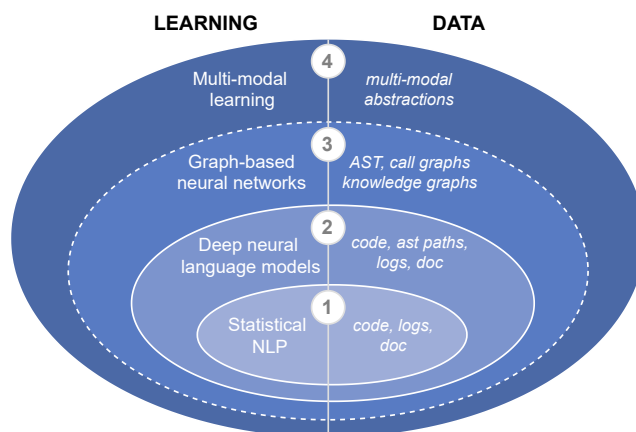 LEARNING DATA
4
Multi-modal
learning
multi-modal
abstractions
3
Graph-based
neural networks
AST, call graphs
knowledge graphs
2
Deep neural
language models
code, ast paths,
logs, doc
1
Statistical
NLP
code, logs,
doc